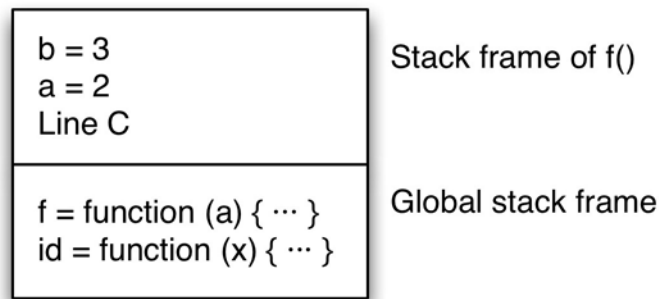 b = 3
a = 2
Line C
Stack frame of f()
f = function (a) { ··· }
id = function (x) { ··· }
Global stack frame